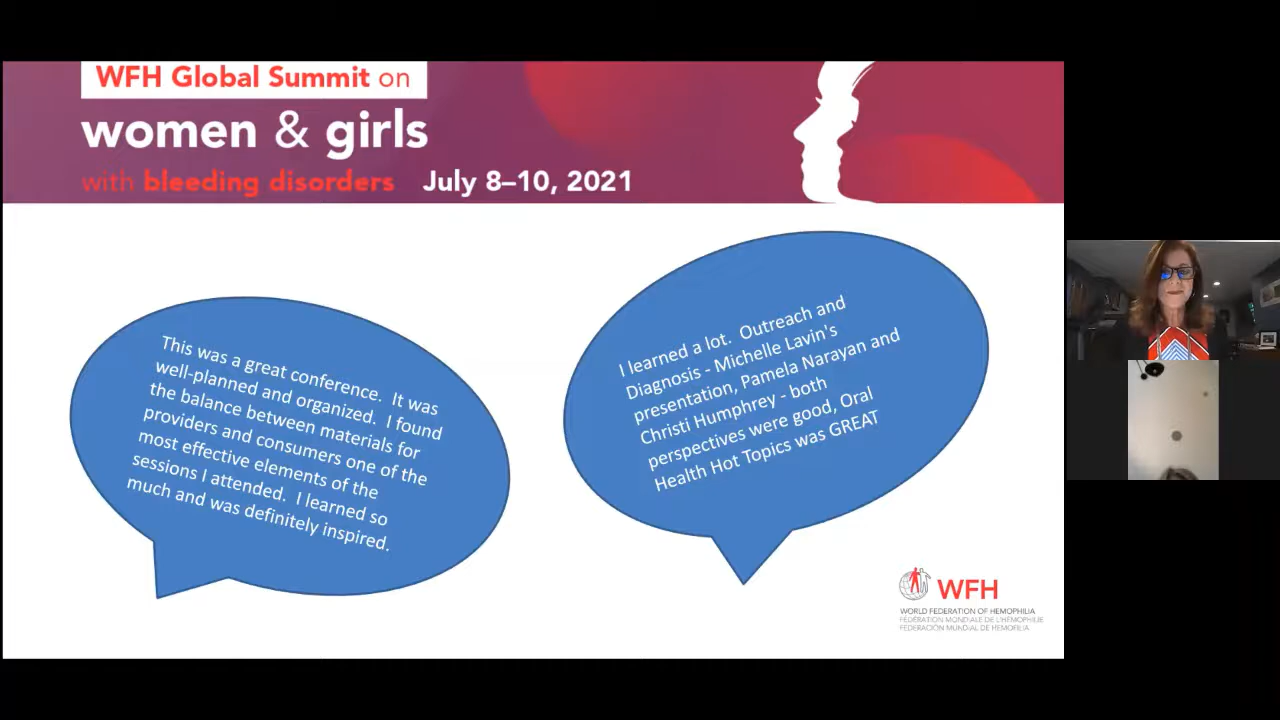 WFH Global Summit on
women & girls
with bleeding disorders July 8–10, 2021
This was a great conference. It was
well-planned and organized. I found
the balance between materials for
providers and consumers one of the
most effective elements of the
sessions I attended. I learned so
much and was definitely inspired.
I learned a lot. Outreach and
Diagnosis - Michelle Lavin's
presentation, Pamela Narayan and
Christi Humphrey - both
perspectives were good, Oral
Health Hot Topics was GREAT
WFH
WORLD FEDERATION OF HEMOPHILIA
FÉDÉRATION MONDIALE DE L'HÉMOPHILIE
FEDERACIÓN MUNDIAL DE HEMOFILIA